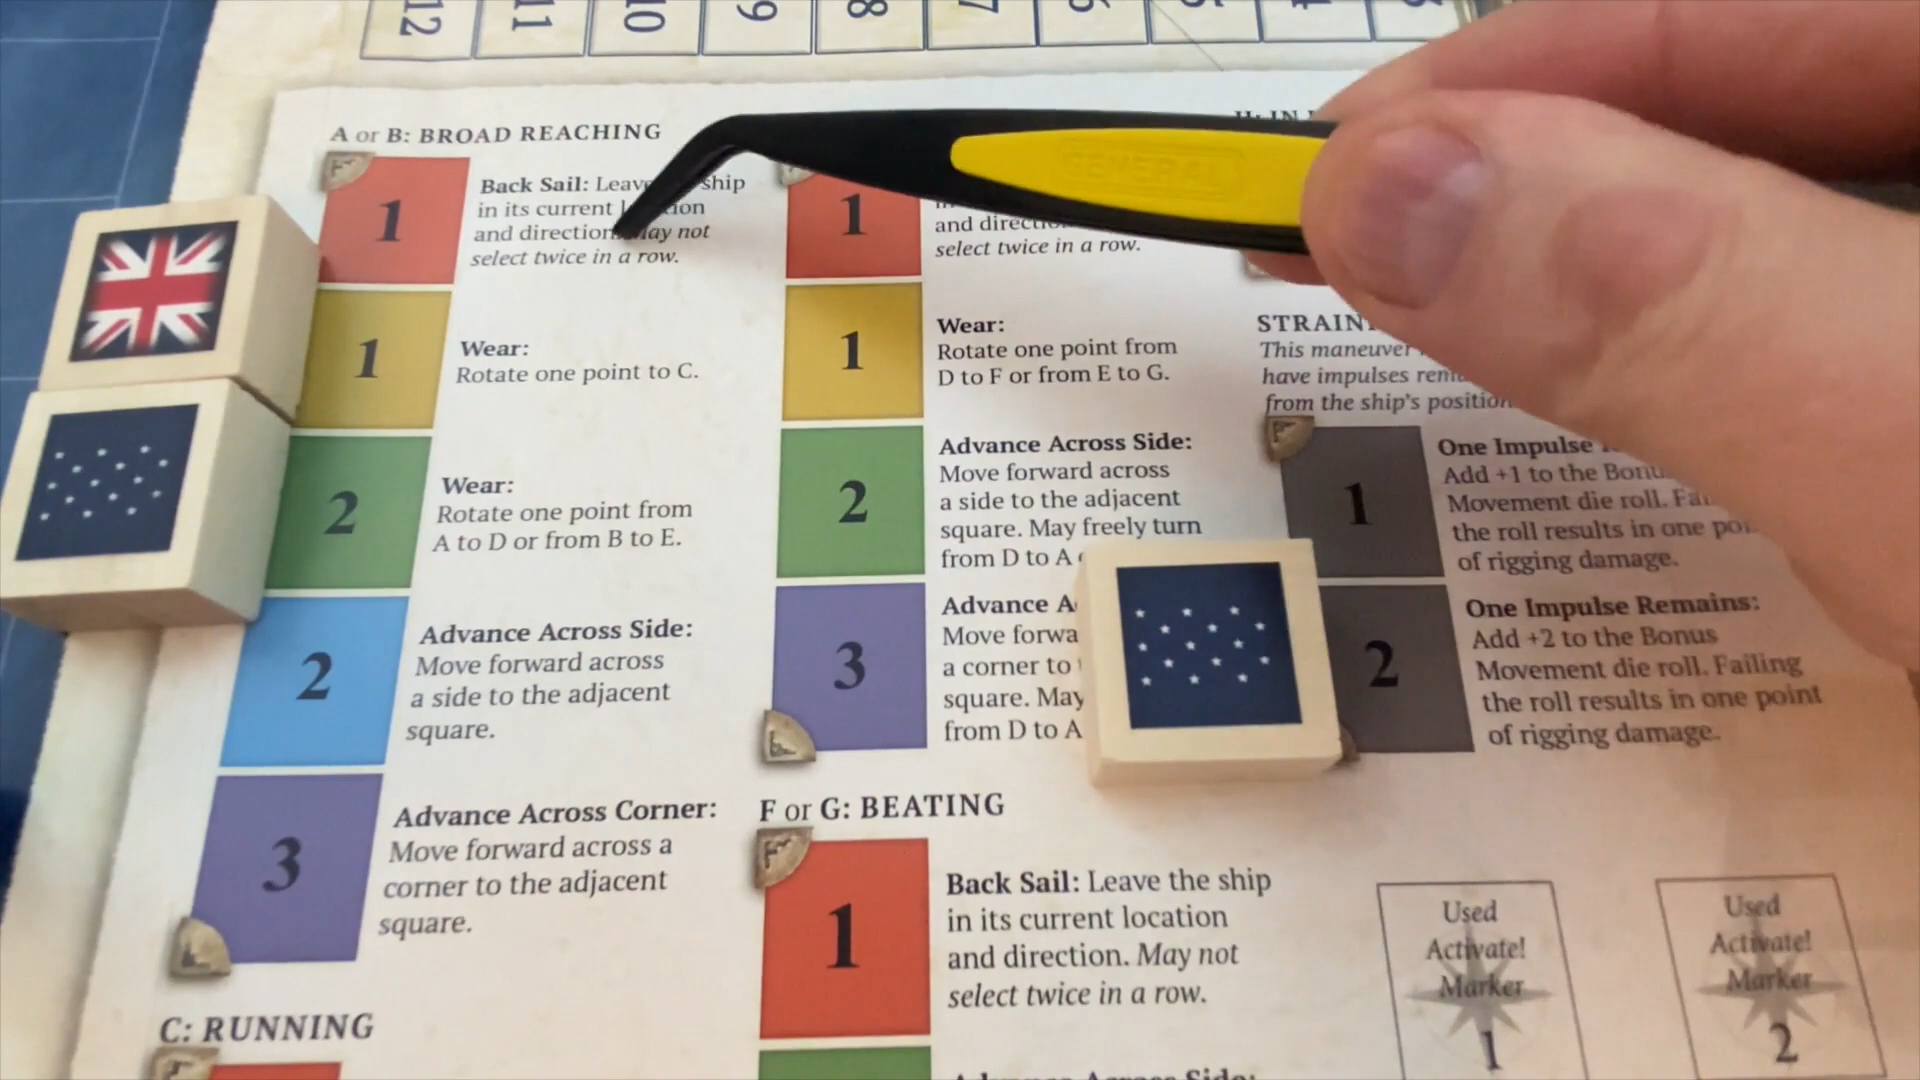 12 11 10 9 8 7 6
A or B: BROAD REACHING
1
Back Sail: ship
in its current
and direction. not
select twice in a row.
1
Wear:
Rotate one point to C.
2
Wear:
Rotate one point from
A to D or from B to E.
2
Advance Across Side:
Move forward across
a side to the adjacent
square.
3
Advance Across Corner:
Move forward across a
corner to the adjacent
square.
C: RUNNING
1
and
select twice in a row.
1
Wear:
Rotate one point from
D to F or from E to G.
2
Advance Across Side:
Move forward across
a side to the adjacent
square. May freely turn
from D to A
3
Advance
Move
a corner to
square. May
from D to A
F or G: BEATING
1
Back Sail: Leave the ship
in its current location
and direction. May not
select twice in a row.
GENERAL
This maneuver
have impulses
from the ship's
1
One Impulse
Add +1 to the
Movement die roll.
the roll results in one
of rigging damage.
2
One Impulse Remains:
Add +2 to the Bonus
Movement die roll. Failing
the roll results in one point
of rigging damage.
Used
Activate!
Marker
1
Used
Activate!
Marker
2